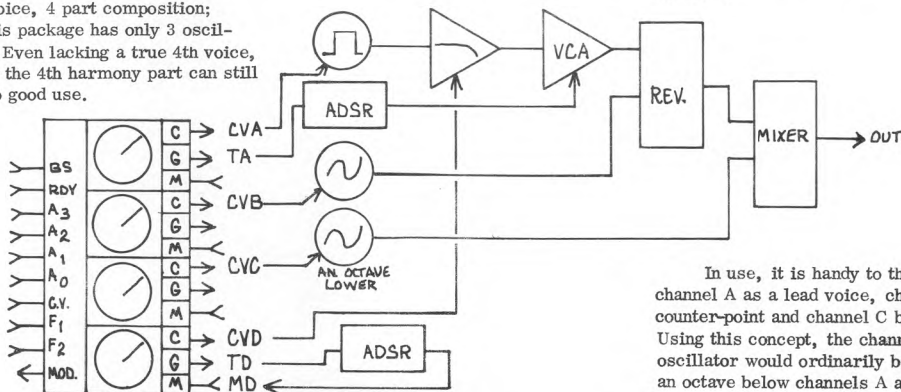 oice, 4 part composition;
is package has only 3 oscil-
Even lacking a true 4th voice,
the 4th harmony part can still
good use.
VCA
REV.
MIXER
OUT
ADSR
BS
RDY
A3
A2
A1
A0
C.V.
F1
F2
MOD.
C
CVA
G
TA
M
C
CVB
G
M
C
CVC
G
M
C
CVD
G
TD
M
MD
AN OCTAVE
LOWER
ADSR
In use, it is handy to th
channel A as a lead voice, ch
counter-point and channel C b
Using this concept, the chann
oscillator would ordinarily b
an octave below channels A a